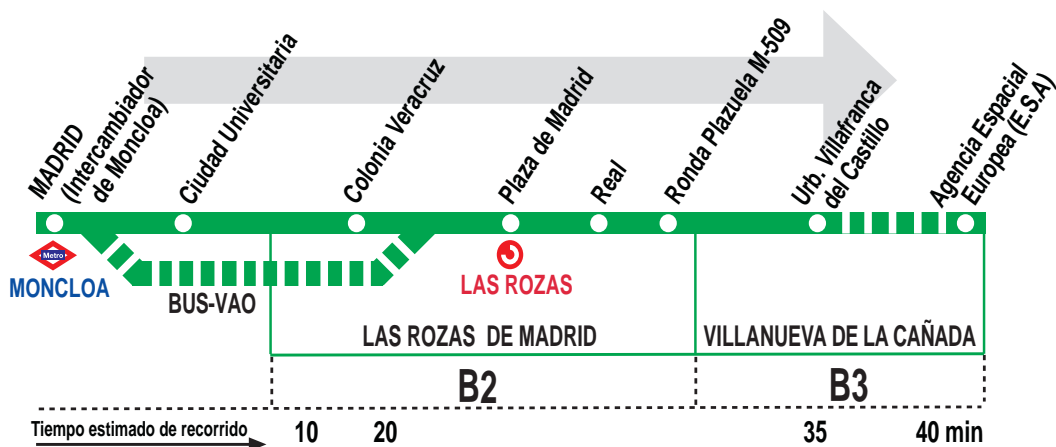 MADRID
(Intercambiador
de Moncloa)
Ciudad Universitaria
Colonia Veracruz
Plaza de Madrid
Real
Ronda Plazuela M-509
Urb. Villafranca
del Castillo
Agencia Espacial
Europea (E.S.A)
Metro
MONCLOA
BUS-VAO
LAS ROZAS
LAS ROZAS DE MADRID
VILLANUEVA DE LA CAÑADA
B2
B3
Tiempo estimado de recorrido
10
20
35
40 min